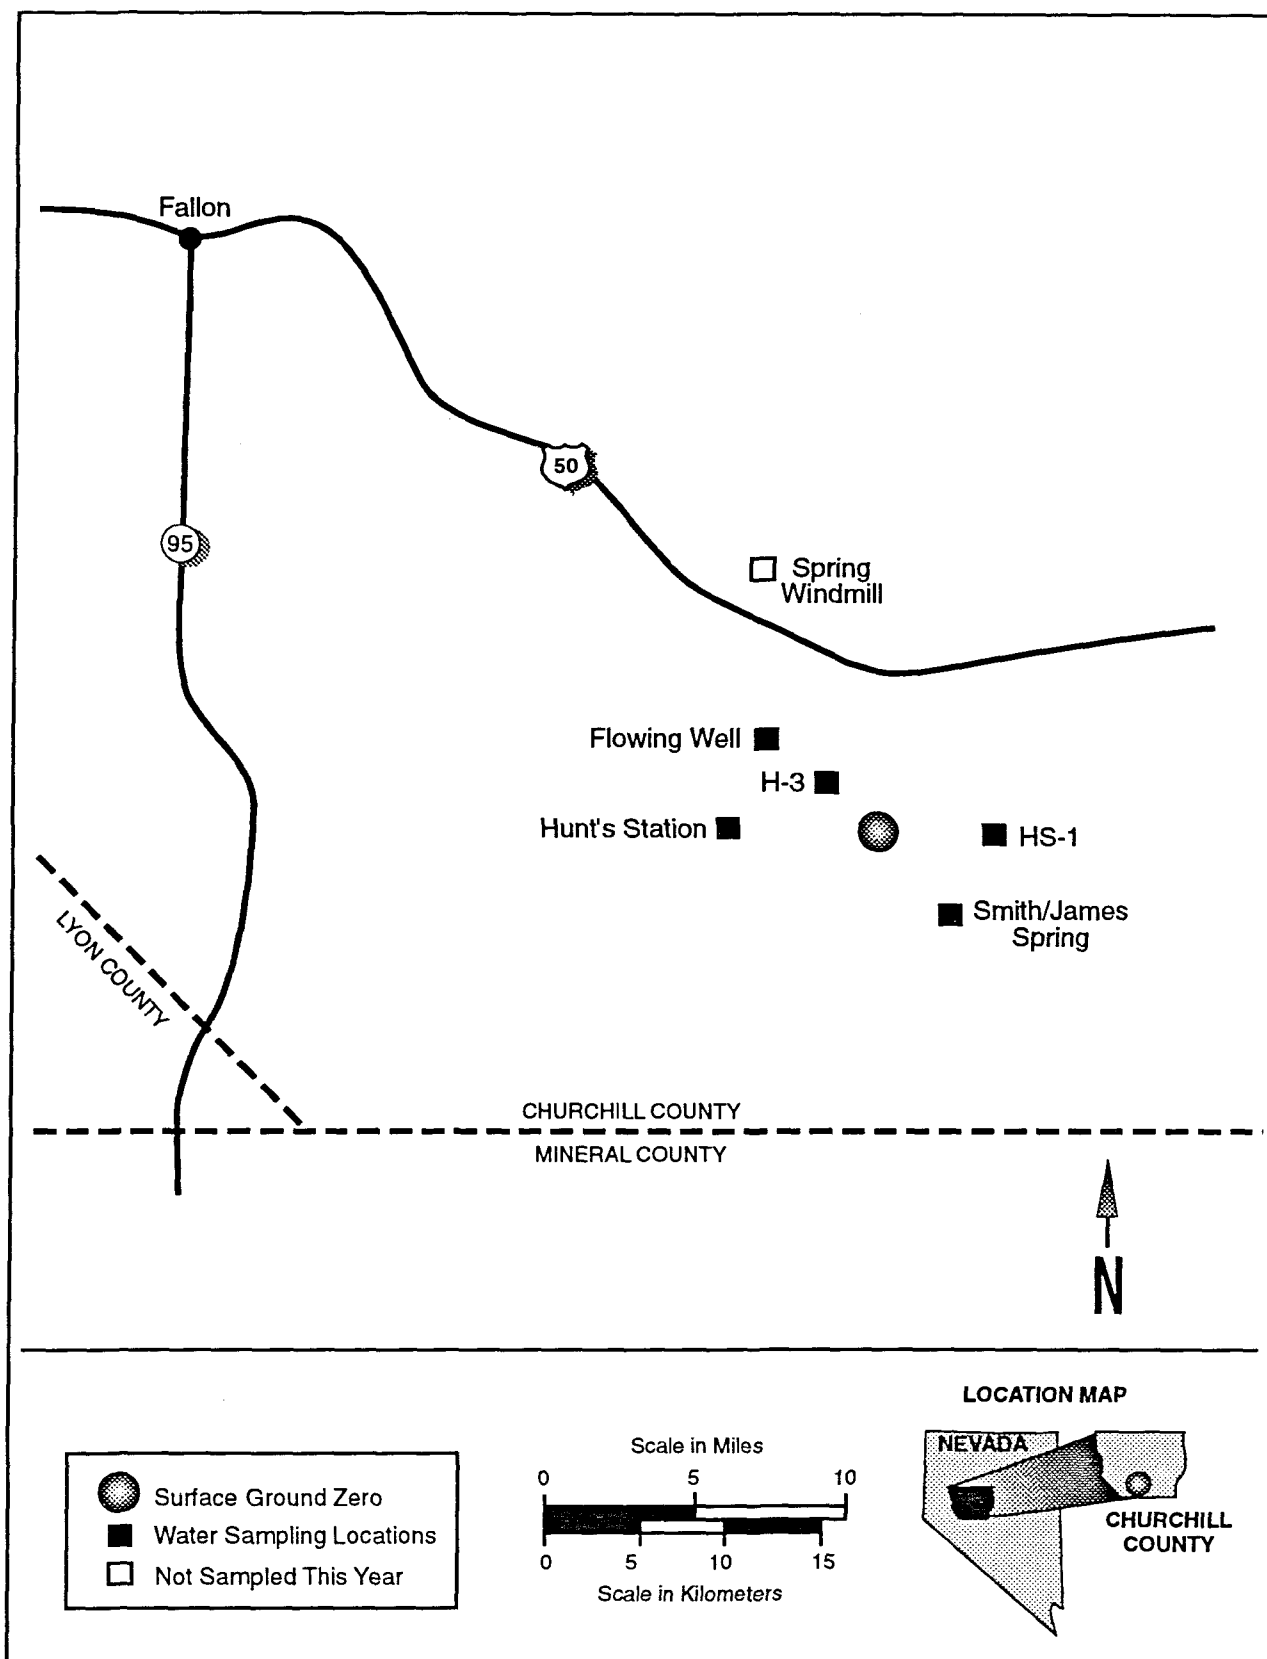 Fallon
50
95
Spring
Windmill
Flowing Well
H-3
Hunt's Station
HS-1
Smith/James
Spring
LYON COUNTY
CHURCHILL COUNTY
MINERAL COUNTY
N
LOCATION MAP
NEVADA
CHURCHILL
COUNTY
Surface Ground Zero
Water Sampling Locations
Not Sampled This Year
Scale in Miles
0 5 10
0 5 10 15
Scale in Kilometers